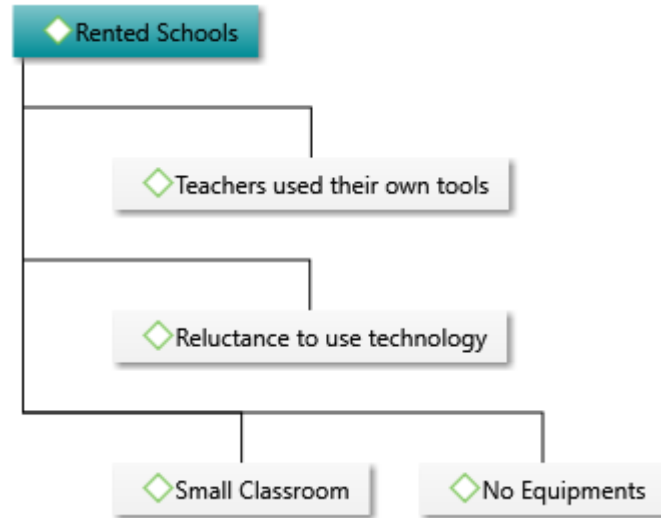 Rented Schools
Teachers used their own tools
Reluctance to use technology
Small Classroom
No Equipments